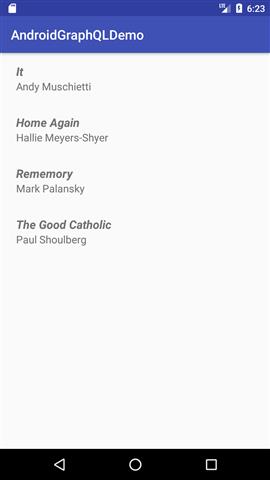 LTE 6:23
AndroidGraphQLDemo
It
Andy Muschietti
Home Again
Hallie Meyers-Shyer
Rememory
Mark Palansky
The Good Catholic
Paul Shoulberg